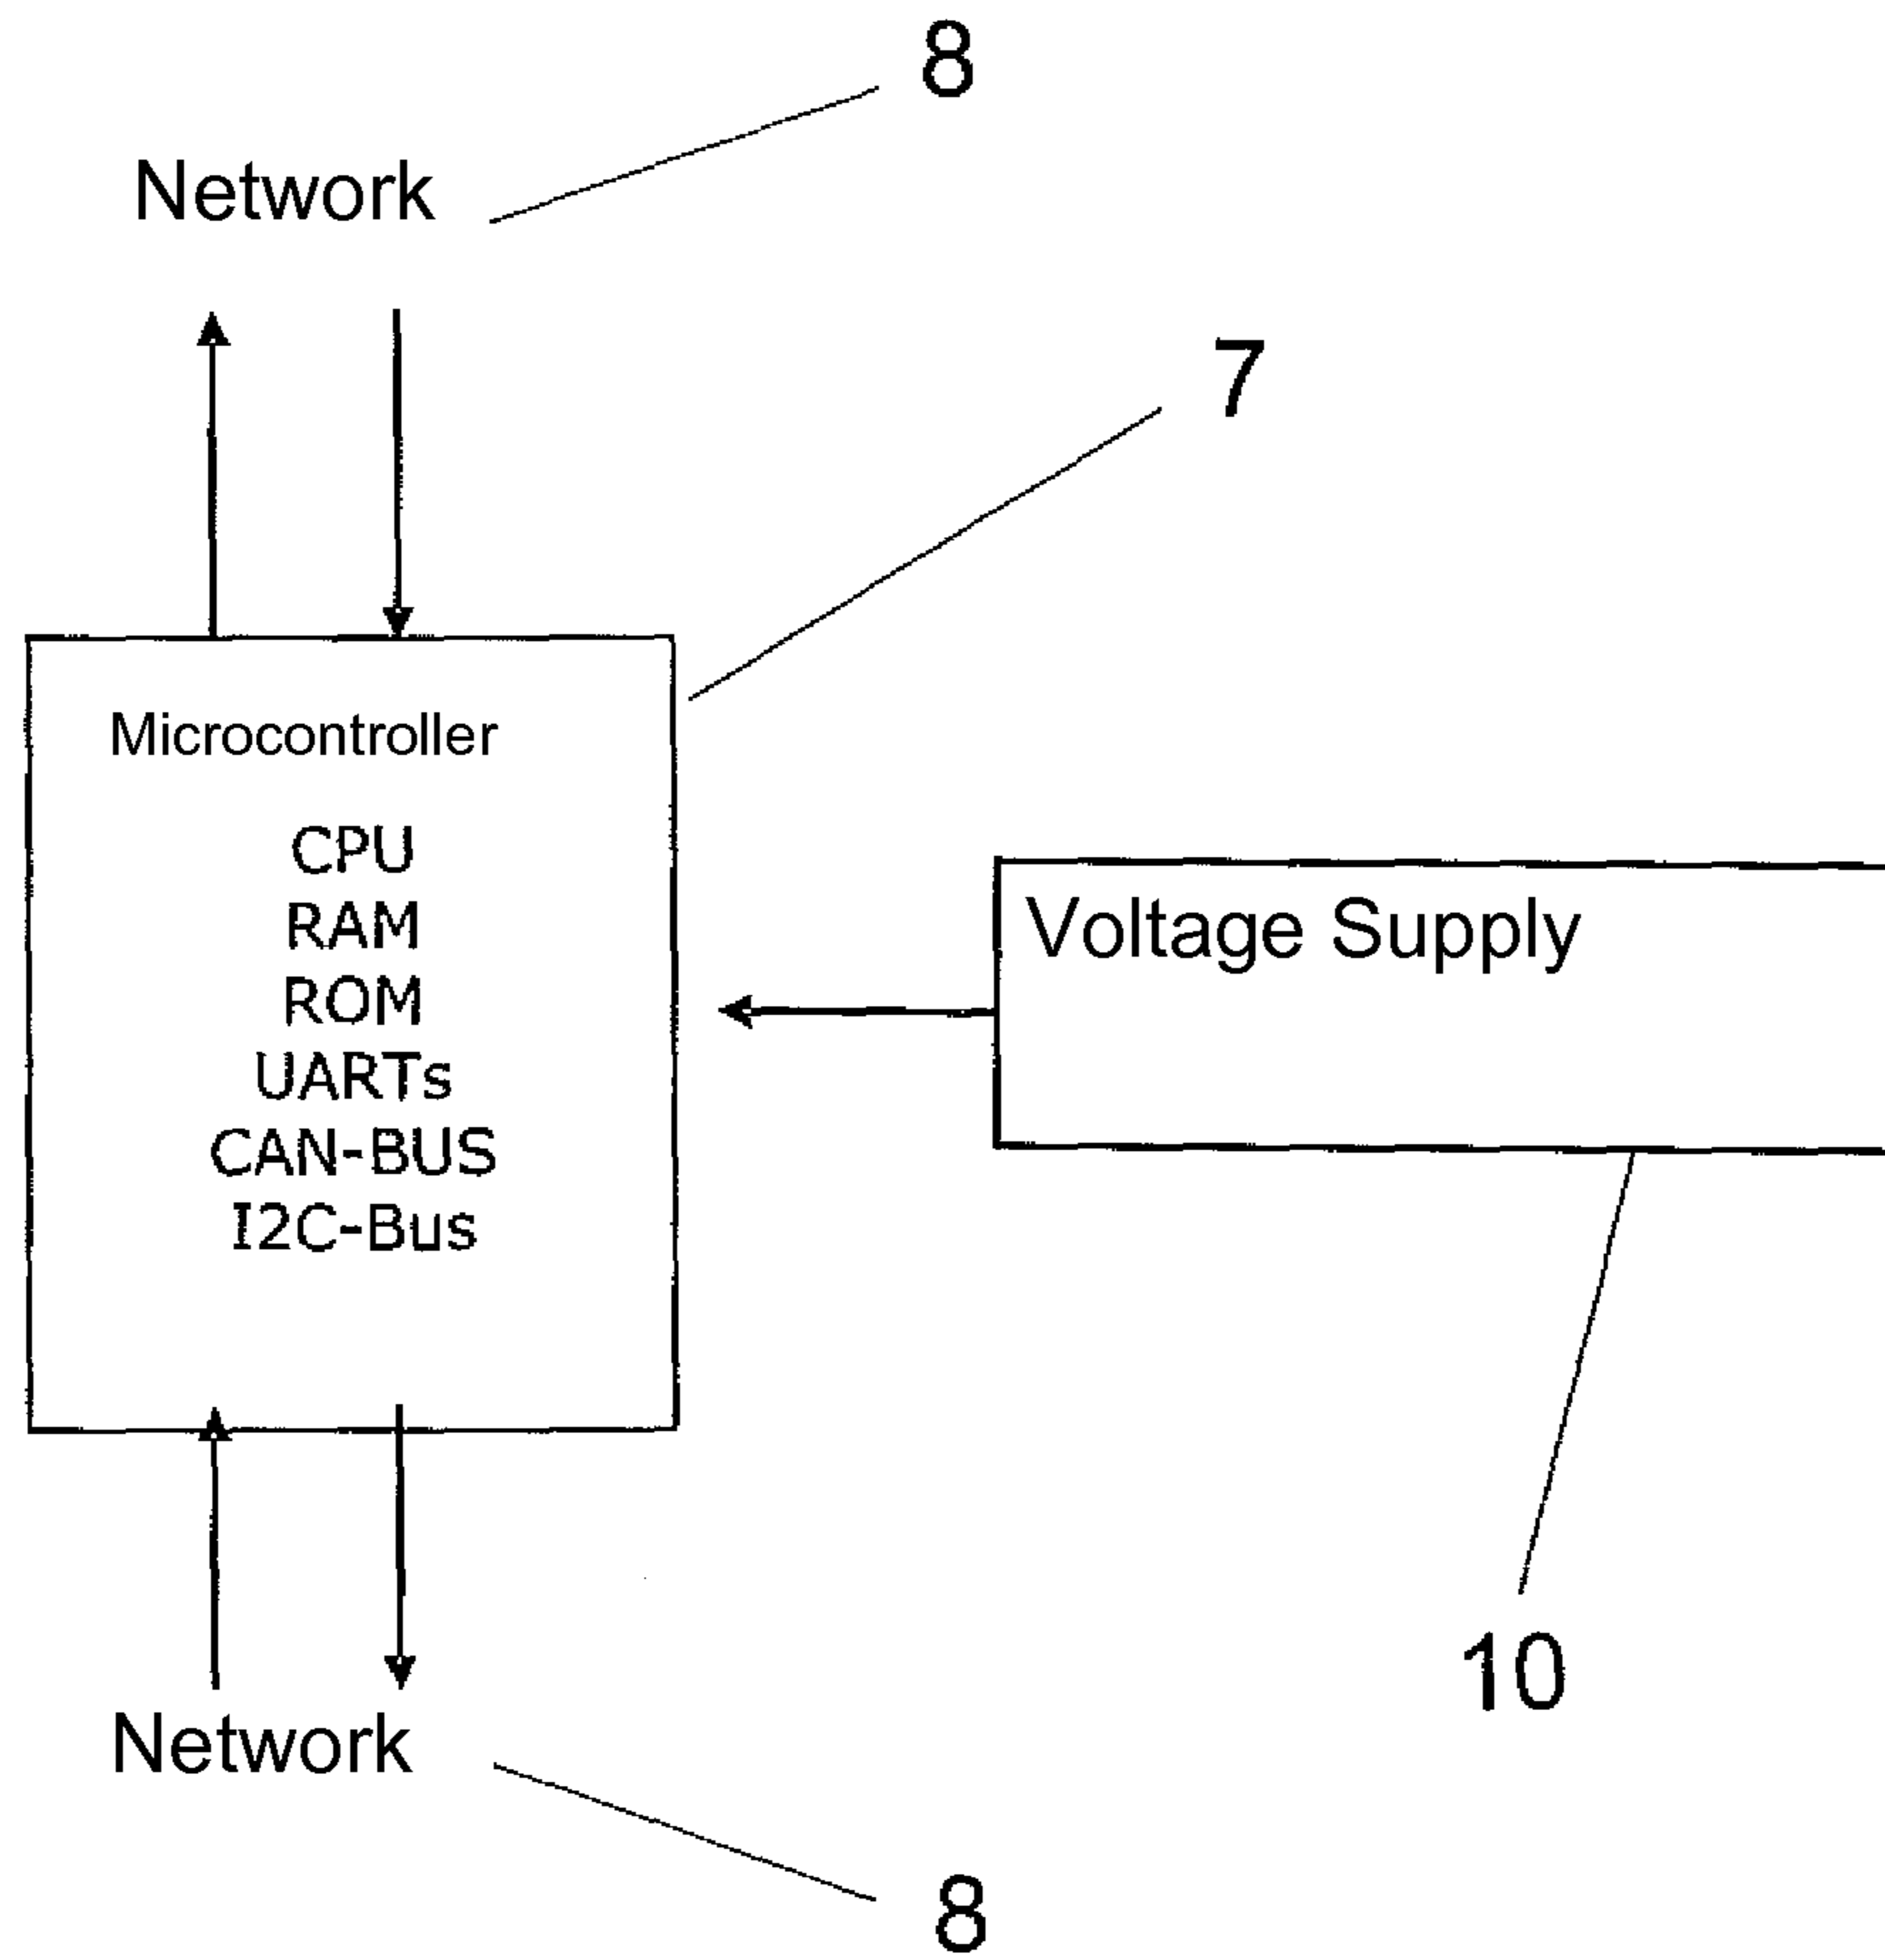 8
Network
7
Microcontroller
CPU
RAM
ROM
UARTs
CAN-BUS
I2C-Bus
Voltage Supply
10
Network
8